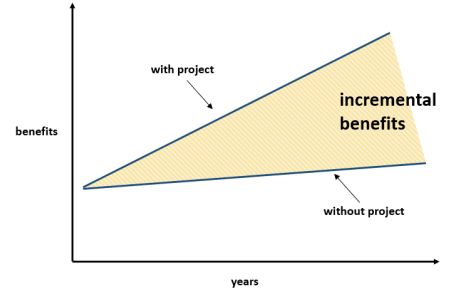 with project
incremental
benefits
benefits
without project
years